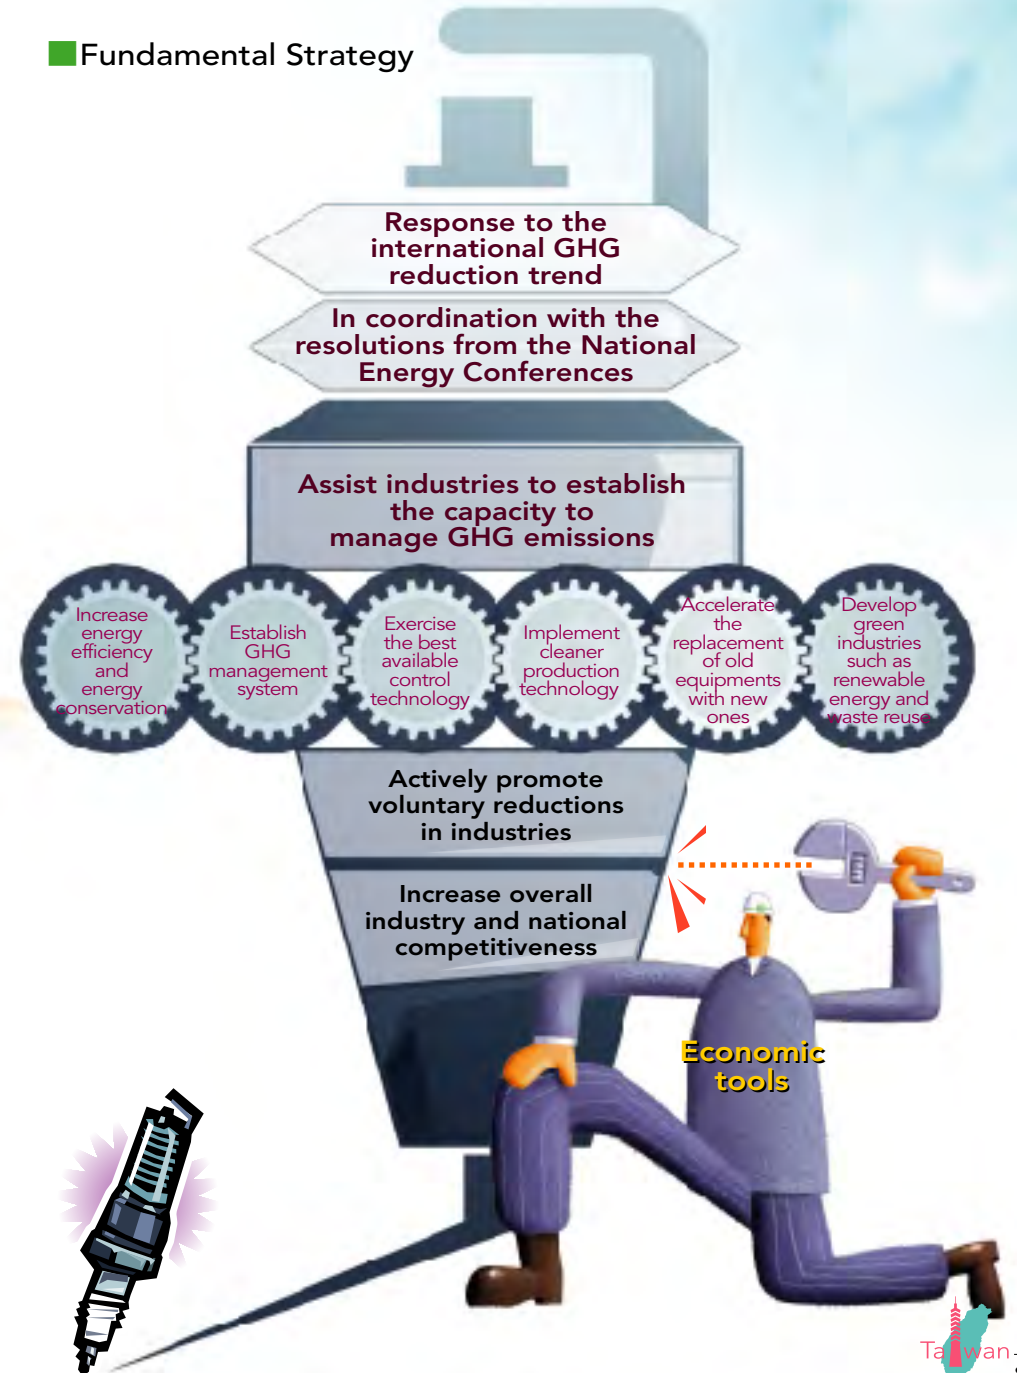 Fundamental Strategy
Response to the
international GHG
reduction trend
In coordination with the
resolutions from the National
Energy Conferences
Assist industries to establish
the capacity to
manage GHG emissions
Increase
energy
efficiency
and
energy
conservation
Establish
GHG
management
system
Exercise
the best
available
control
technology
Implement
cleaner
production
technology
Accelerate
the
replacement
of old
equipments
with new
ones
Develop
green
industries
such as
renewable
energy and
waste reuse
Actively promote
voluntary reductions
in industries
Increase overall
industry and national
competitiveness
Economic
tools
Taiwan